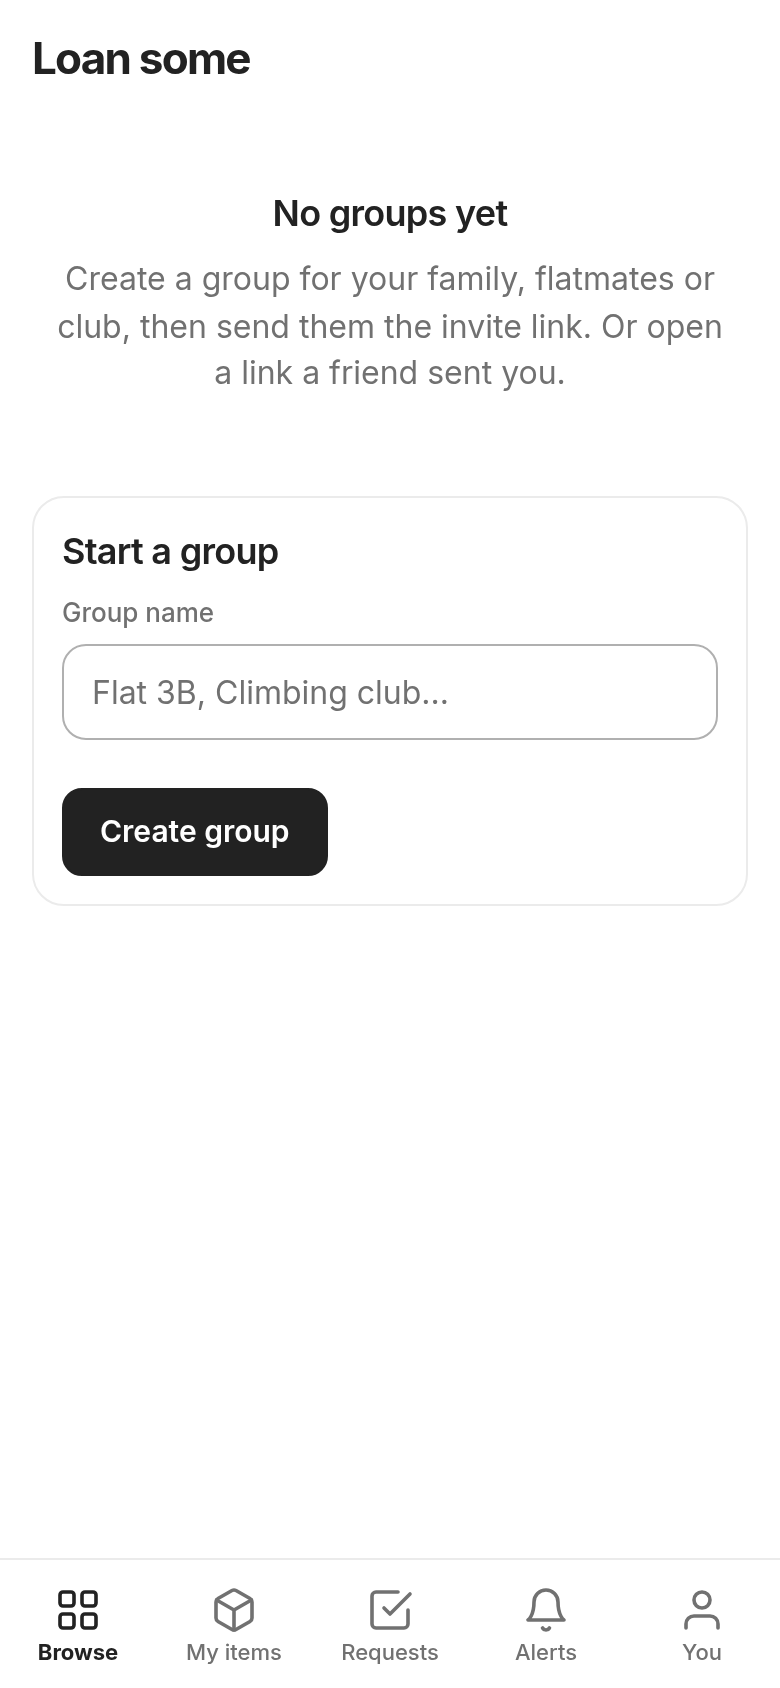 Loan some
No groups yet
Create a group for your family, flatmates or
club, then send them the invite link. Or open
a link a friend sent you.
Start a group
Group name
Flat 3B, Climbing club...
Create group
Browse
My items
Requests
Alerts
You